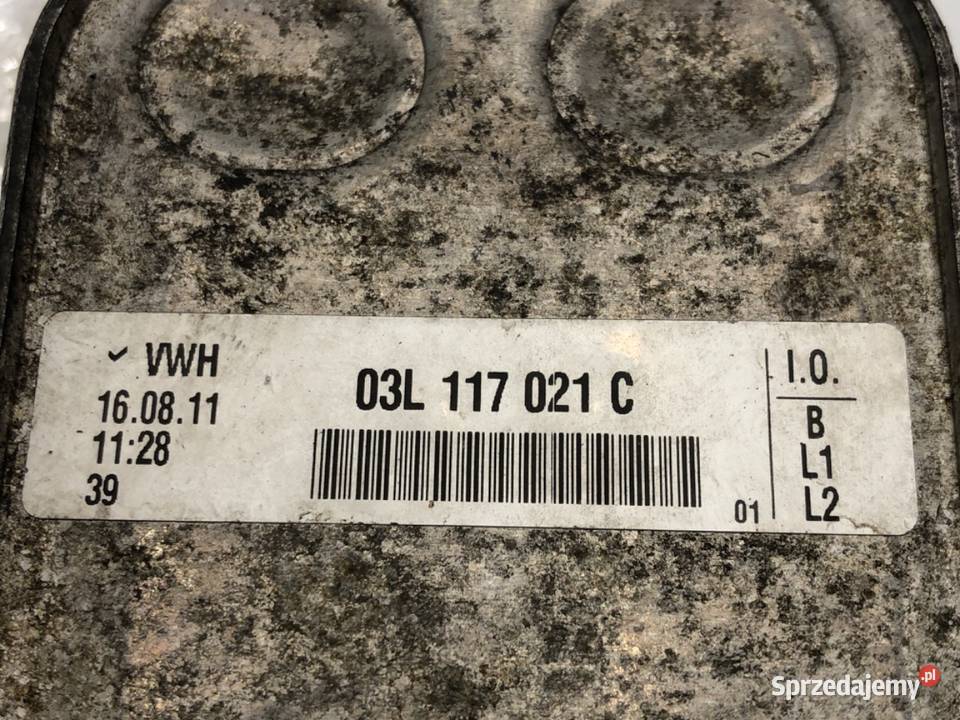 VWH
16.08.11
11:28
39
03L 117 021 C
01
I.O.
B
L1
L2
Sprzedajemy.pl